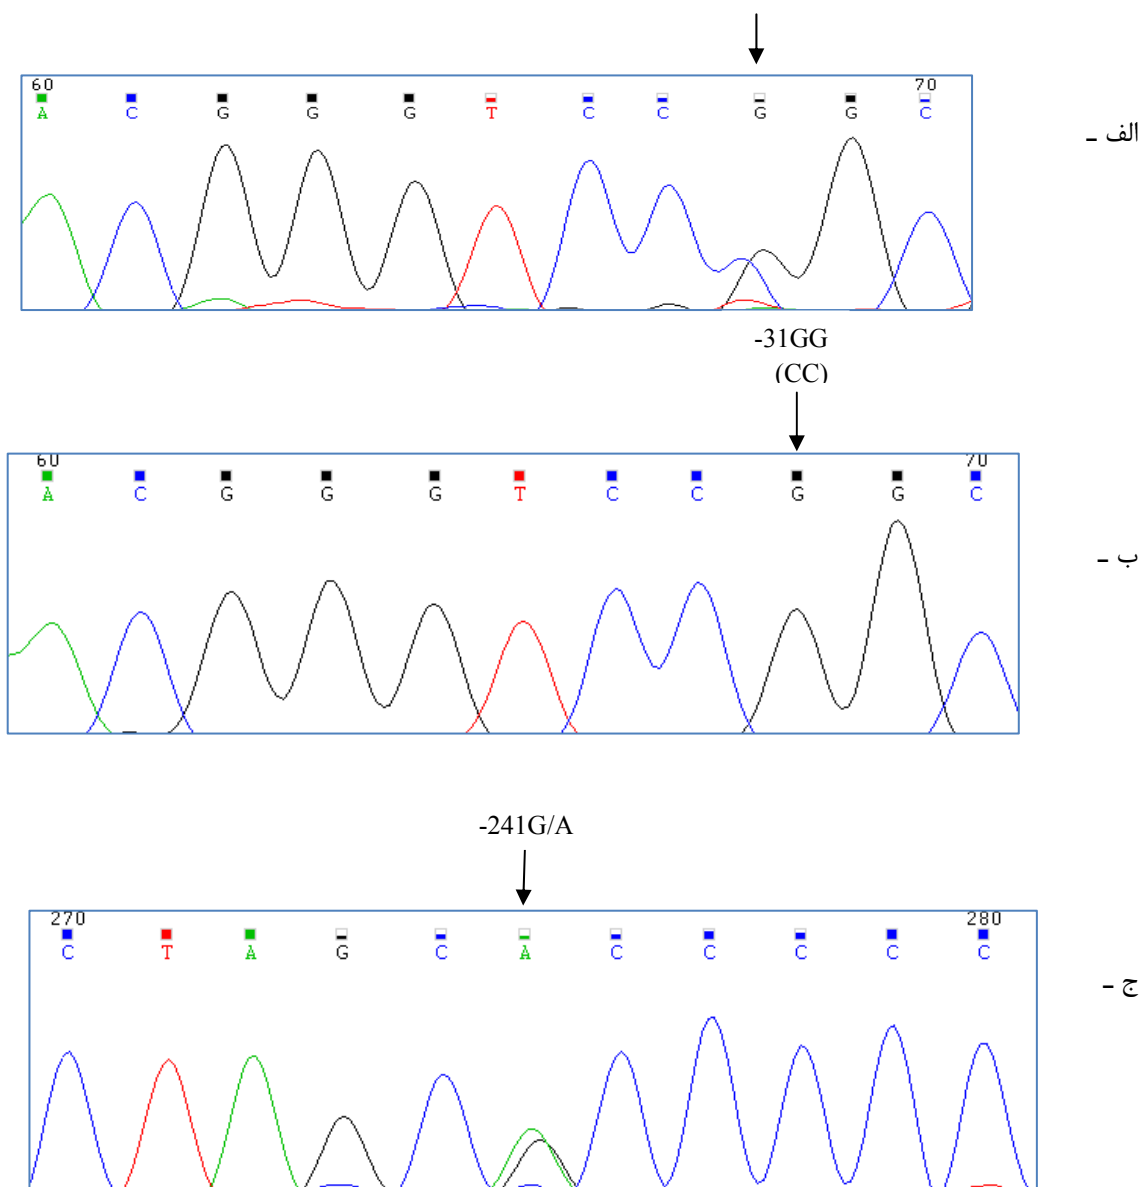 60 70
A C G G G T C C G G C
الف -
-31GG
(CC)
60 70
A C G G G T C C G G C
ب -
-241G/A
270 280
C T A G C A C C C C C
ج -